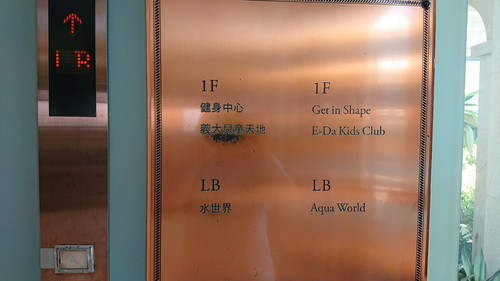 1R
1F
健身中心
義大兒童天地
1F
Get in Shape
E-Da Kids Club
LB
水世界
LB
Aqua World